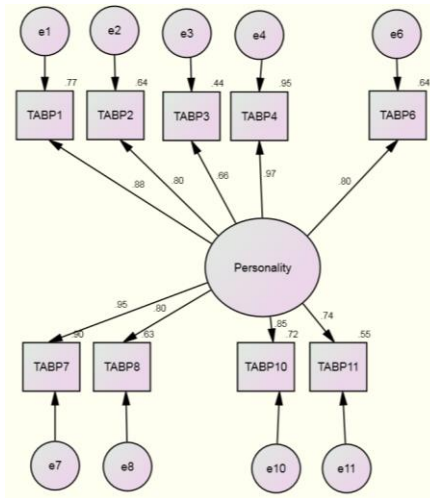 e1 e2 e3 e4 e6
.77 .64 .44 .95 .64
TABP1 TABP2 TABP3 TABP4 TABP6
.88 .80 .66 .97 .80
Personality
.95 .80 .85 .74
.90 .63 .72 .55
TABP7 TABP8 TABP10 TABP11
e7 e8 e10 e11